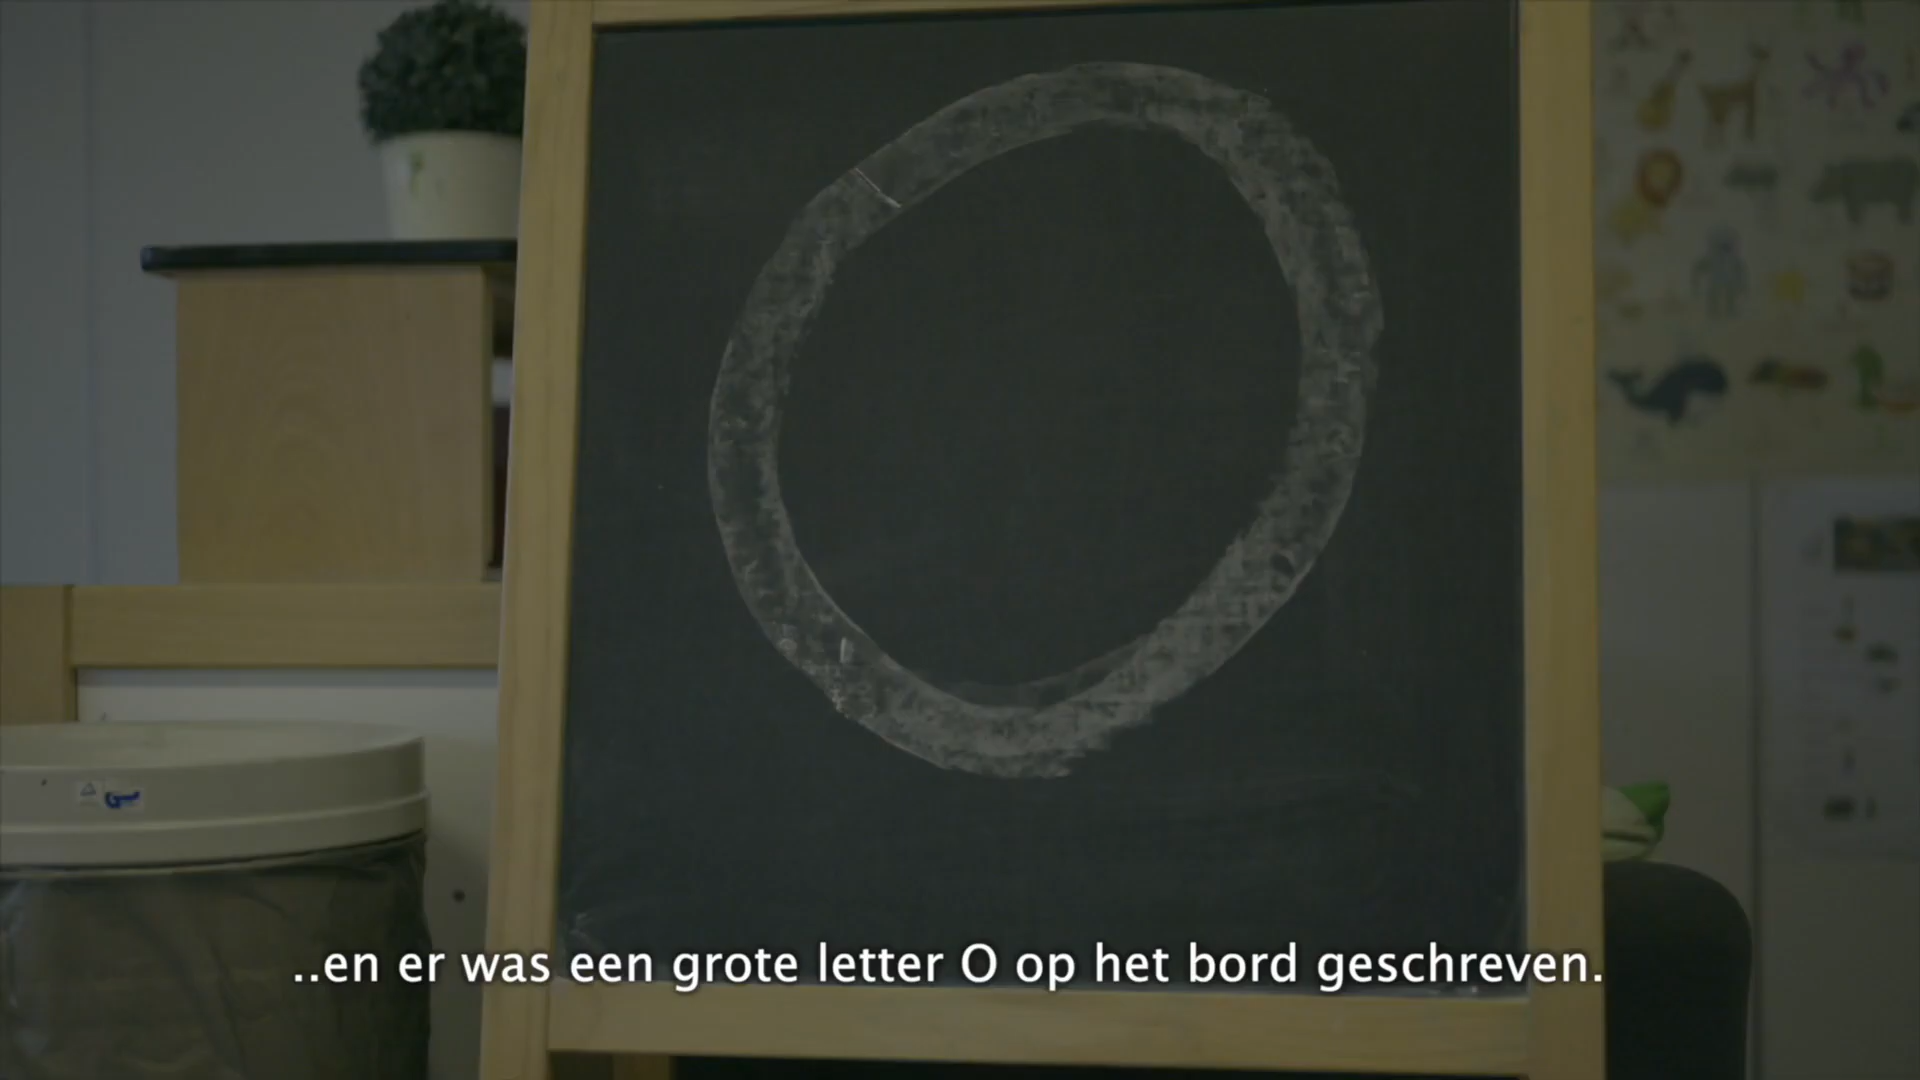 O
..en er was een grote letter O op het bord geschreven.